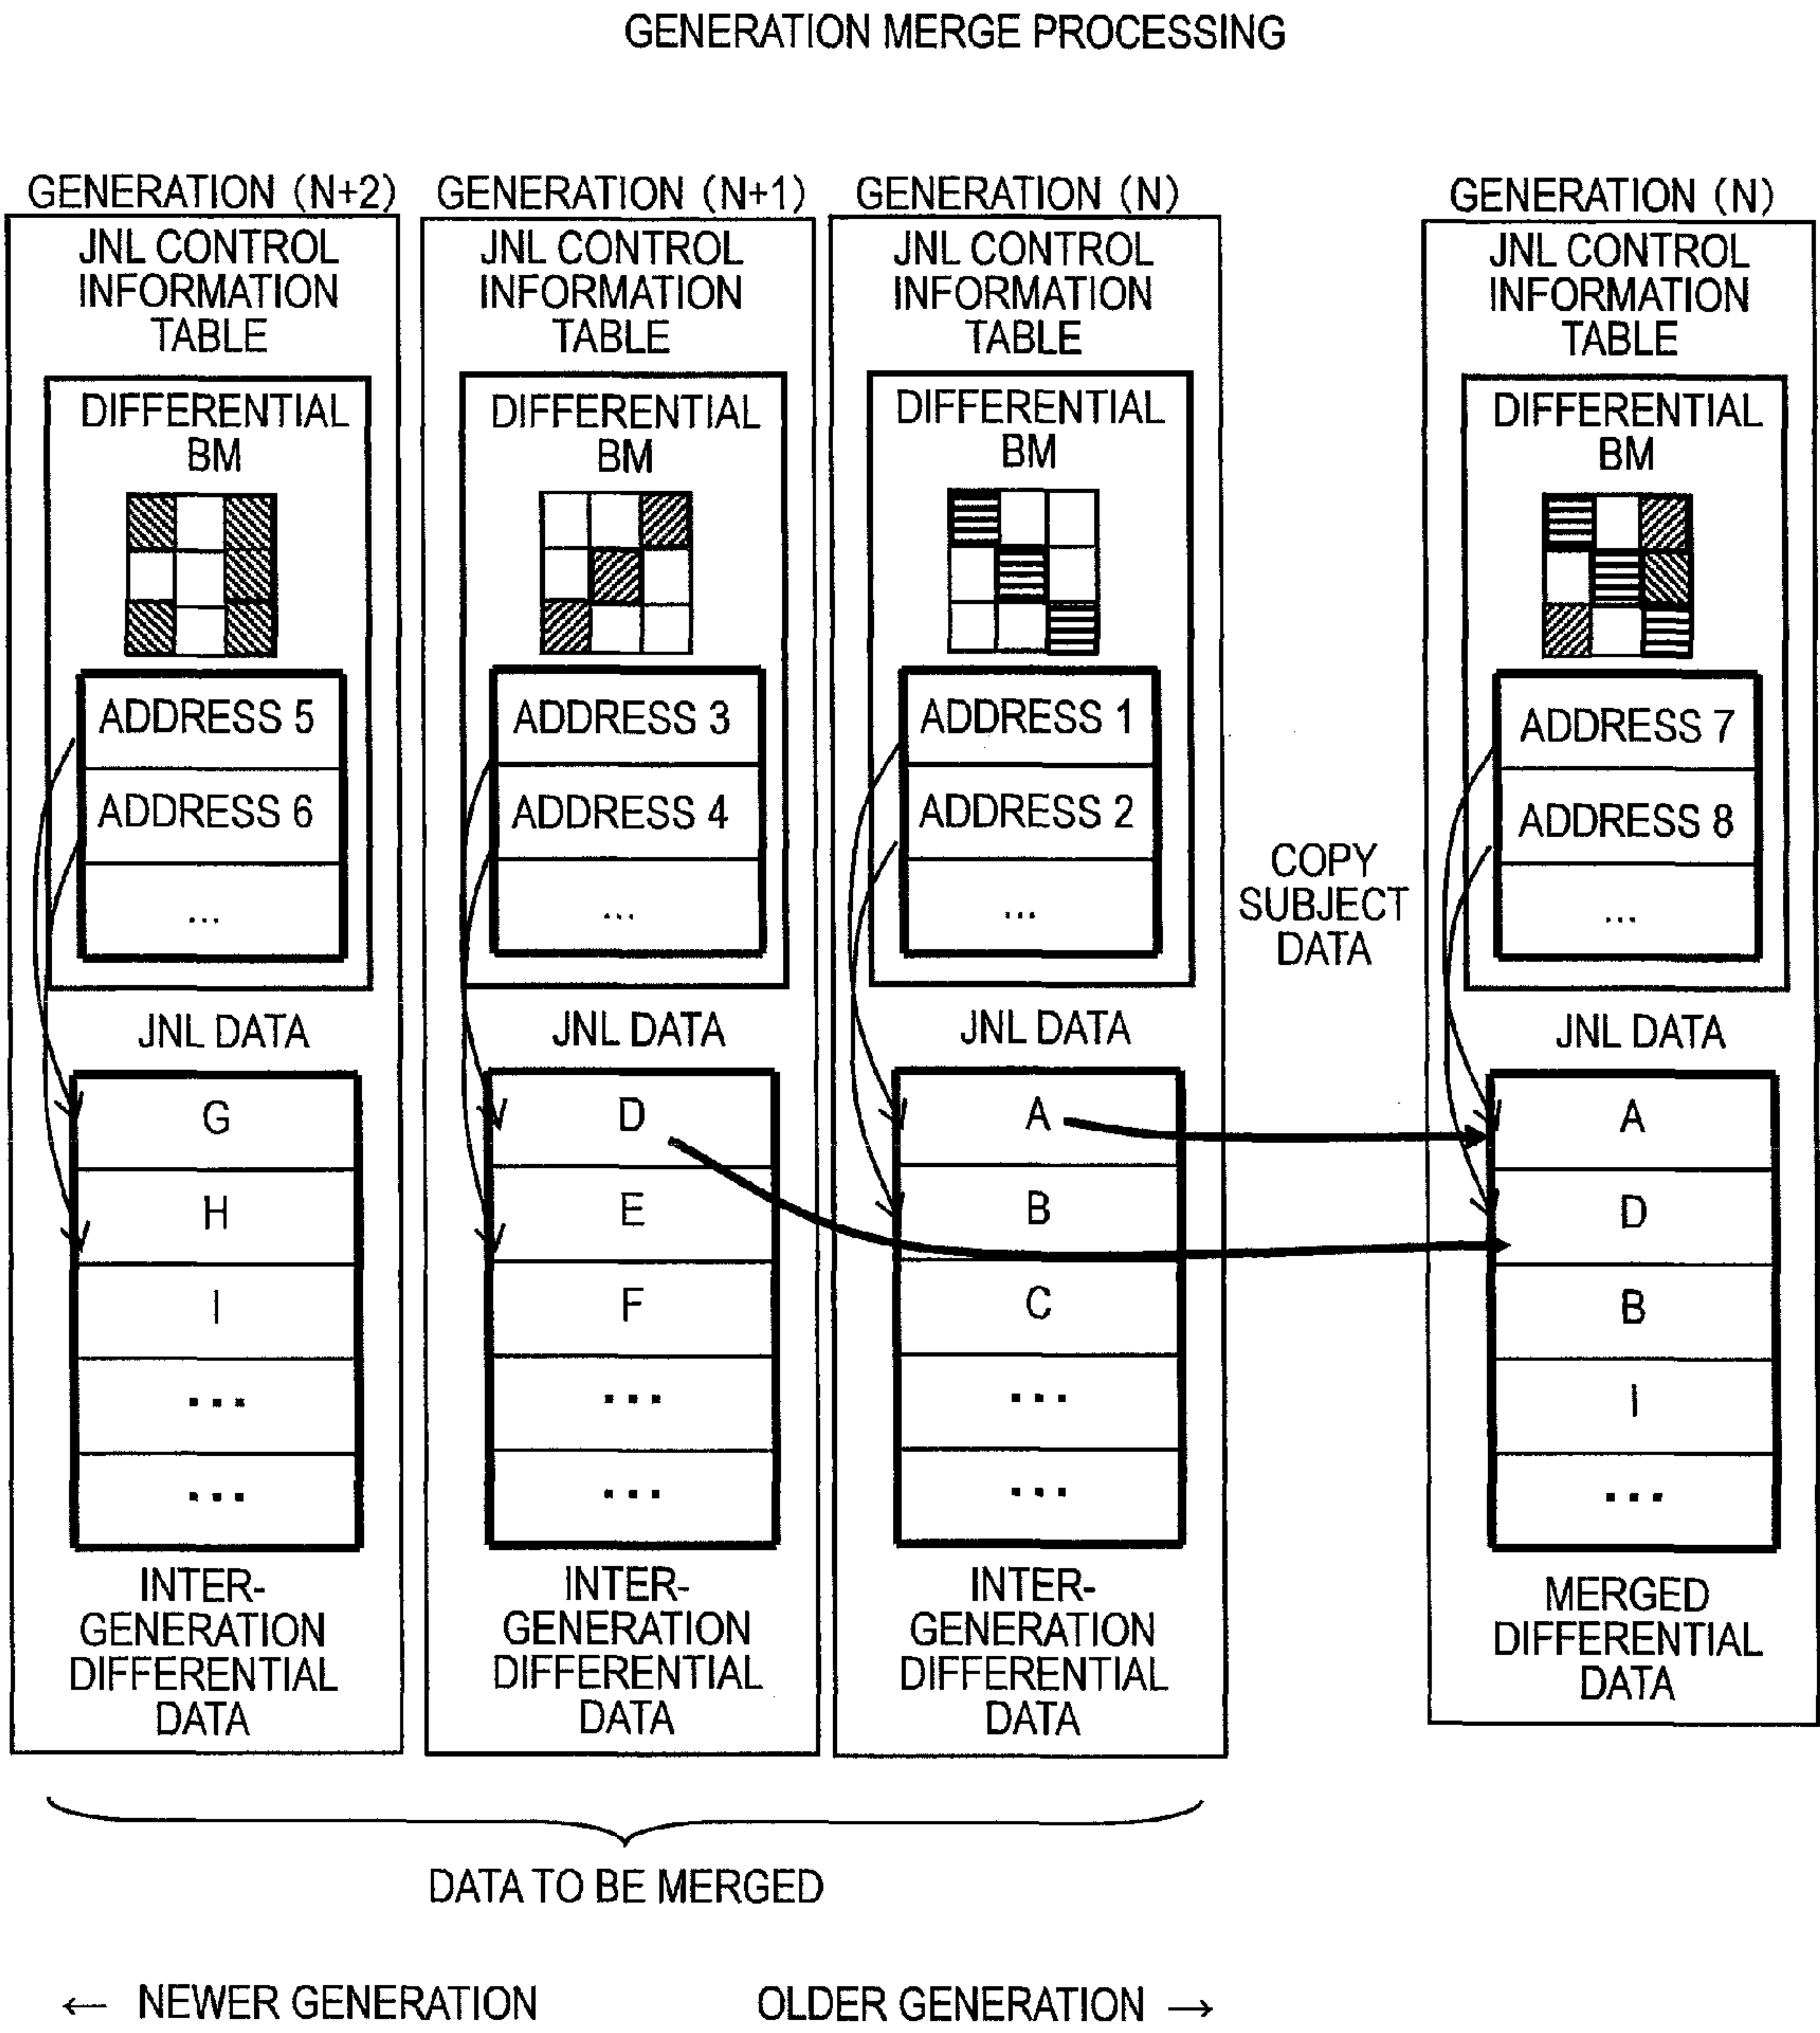 GENERATION MERGE PROCESSING
GENERATION (N+2)
JNL CONTROL
INFORMATION
TABLE
DIFFERENTIAL
BM
ADDRESS 5
ADDRESS 6
...
JNL DATA
G
H
I
...
...
INTER-
GENERATION
DIFFERENTIAL
DATA
GENERATION (N+1)
JNL CONTROL
INFORMATION
TABLE
DIFFERENTIAL
BM
ADDRESS 3
ADDRESS 4
...
JNL DATA
D
E
F
...
...
INTER-
GENERATION
DIFFERENTIAL
DATA
GENERATION (N)
JNL CONTROL
INFORMATION
TABLE
DIFFERENTIAL
BM
ADDRESS 1
ADDRESS 2
...
JNL DATA
A
B
C
...
...
INTER-
GENERATION
DIFFERENTIAL
DATA
COPY
SUBJECT
DATA
GENERATION (N)
JNL CONTROL
INFORMATION
TABLE
DIFFERENTIAL
BM
ADDRESS 7
ADDRESS 8
...
JNL DATA
A
D
B
I
...
MERGED
DIFFERENTIAL
DATA
DATA TO BE MERGED
← NEWER GENERATION
OLDER GENERATION →